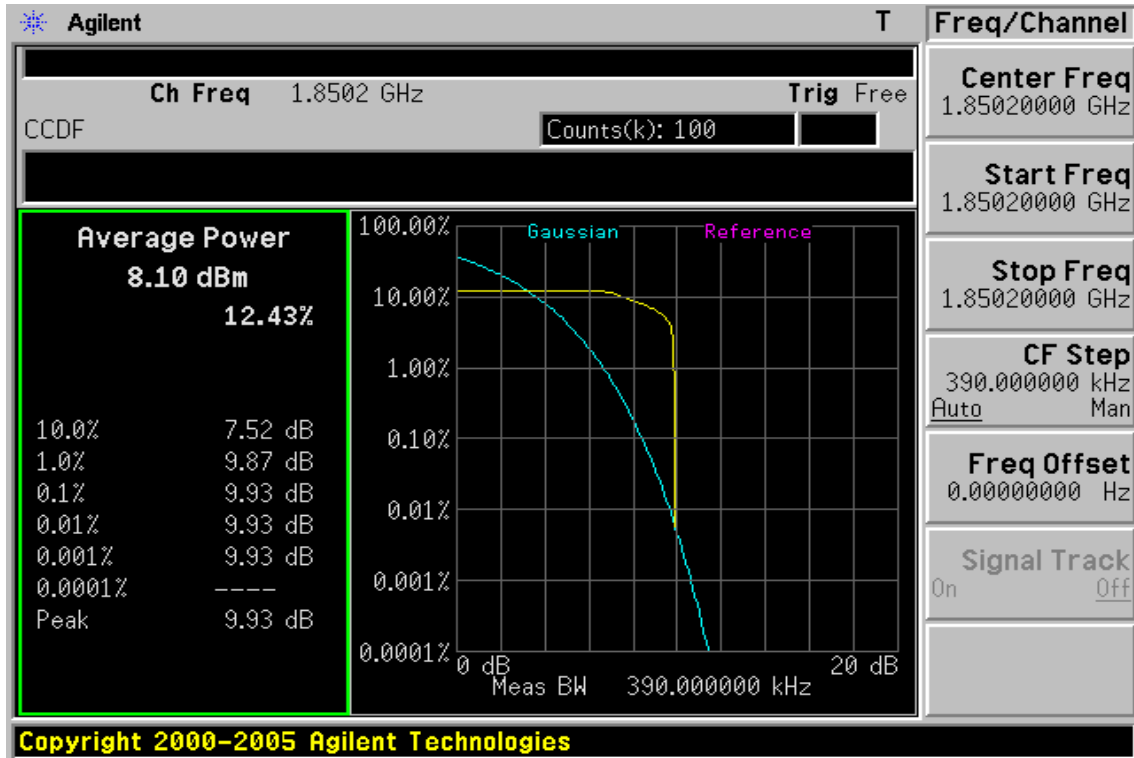 Agilent T
Ch Freq 1.8502 GHz Trig Free
CCDF Counts(k): 100
Average Power
8.10 dBm
12.43%
10.0% 7.52 dB
1.0% 9.87 dB
0.1% 9.93 dB
0.01% 9.93 dB
0.001% 9.93 dB
0.0001% ----
Peak 9.93 dB
Gaussian Reference
100.00%
10.00%
1.00%
0.10%
0.01%
0.001%
0.0001%
0 dB 20 dB
Meas BW 390.000000 kHz
Freq/Channel
Center Freq
1.85020000 GHz
Start Freq
1.85020000 GHz
Stop Freq
1.85020000 GHz
CF Step
390.000000 kHz
Auto Man
Freq Offset
0.00000000 Hz
Signal Track
On Off
Copyright 2000-2005 Agilent Technologies